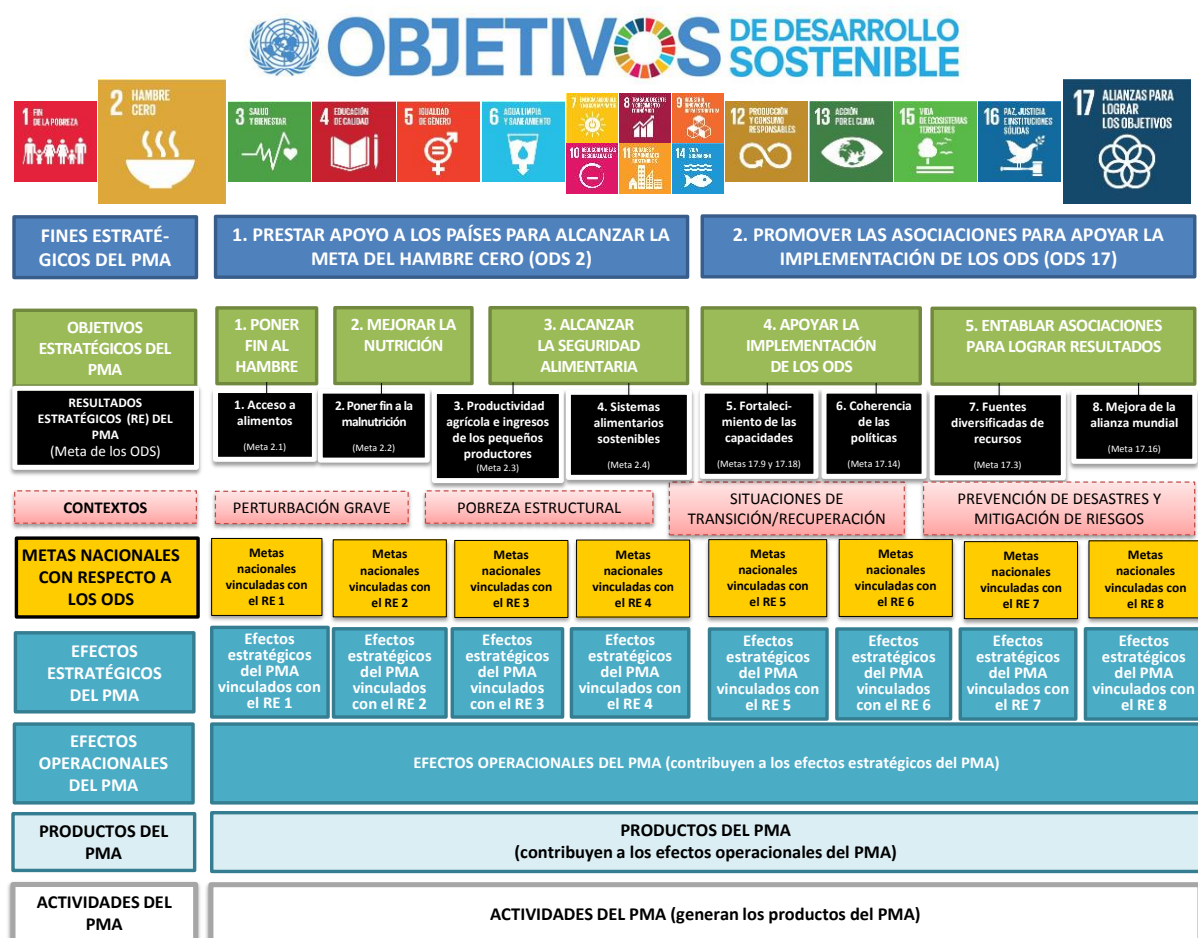 OBJETIVOS DE DESARROLLO
SOSTENIBLE
1 FIN
DE LA POBREZA
2 HAMBRE
CERO
3 SALUD
Y BIENESTAR
4 EDUCACIÓN
DE CALIDAD
5 IGUALDAD
DE GÉNERO
6 AGUA LIMPIA
Y SANEAMIENTO
7
8 TRABAJO DECENTE
Y CRECIMIENTO
ECONÓMICO
9
10 REDUCCIÓN DE LAS
DESIGUALDADES
11 CIUDADES Y
COMUNIDADES
SOSTENIBLES
14 VIDA
SUBMARINA
12 PRODUCCIÓN
Y CONSUMO
RESPONSABLES
13 ACCIÓN
POR EL CLIMA
15 VIDA
DE ECOSISTEMAS
TERRESTRES
16 PAZ, JUSTICIA
E INSTITUCIONES
SÓLIDAS
17 ALIANZAS PARA
LOGRAR
LOS OBJETIVOS
FINES ESTRATÉ-
GICOS DEL PMA
1. PRESTAR APOYO A LOS PAÍSES PARA ALCANZAR LA
META DEL HAMBRE CERO (ODS 2)
2. PROMOVER LAS ASOCIACIONES PARA APOYAR LA
IMPLEMENTACIÓN DE LOS ODS (ODS 17)
OBJETIVOS
ESTRATÉGICOS DEL
PMA
1. PONER
FIN AL
HAMBRE
2. MEJORAR LA
NUTRICIÓN
3. ALCANZAR
LA SEGURIDAD
ALIMENTARIA
4. APOYAR LA
IMPLEMENTACIÓN
DE LOS ODS
5. ENTABLAR ASOCIACIONES
PARA LOGRAR RESULTADOS
RESULTADOS
ESTRATÉGICOS (RE) DEL
PMA
(Meta de los ODS)
1. Acceso a
alimentos
(Meta 2.1)
2. Poner fin a la
malnutrición
(Meta 2.2)
3. Productividad
agrícola e ingresos
de los pequeños
productores
(Meta 2.3)
4. Sistemas
alimentarios
sostenibles
(Meta 2.4)
5. Fortaleci-
miento de las
capacidades
(Metas 17.9 y 17.18)
6. Coherencia
de las
políticas
(Meta 17.14)
7. Fuentes
diversificadas de
recursos
(Meta 17.3)
8. Mejora de la
alianza mundial
(Meta 17.16)
CONTEXTOS
PERTURBACIÓN GRAVE
POBREZA ESTRUCTURAL
SITUACIONES DE
TRANSICIÓN/RECUPERACIÓN
PREVENCIÓN DE DESASTRES Y
MITIGACIÓN DE RIESGOS
METAS NACIONALES
CON RESPECTO A
LOS ODS
Metas
nacionales
vinculadas con
el RE 1
Metas
nacionales
vinculadas con
el RE 2
Metas
nacionales
vinculadas con
el RE 3
Metas
nacionales
vinculadas con
el RE 4
Metas
nacionales
vinculadas con
el RE 5
Metas
nacionales
vinculadas con
el RE 6
Metas
nacionales
vinculadas con
el RE 7
Metas
nacionales
vinculadas con
el RE 8
EFECTOS
ESTRATÉGICOS
DEL PMA
Efectos
estratégicos
del PMA
vinculados con
el RE 1
Efectos
estratégicos
del PMA
vinculados
con el RE 2
Efectos
estratégicos
del PMA
vinculados
con el RE 3
Efectos
estratégicos
del PMA
vinculados con
el RE 4
Efectos
estratégicos
del PMA
vinculados con
el RE 5
Efectos
estratégicos
del PMA
vinculados
con el RE 6
Efectos
estratégicos
del PMA
vinculados con
el RE 7
Efectos
estratégicos
del PMA
vinculados con
el RE 8
EFECTOS
OPERACIONALES
DEL PMA
EFECTOS OPERACIONALES DEL PMA (contribuyen a los efectos estratégicos del PMA)
PRODUCTOS DEL
PMA
PRODUCTOS DEL PMA
(contribuyen a los efectos operacionales del PMA)
ACTIVIDADES DEL
PMA
ACTIVIDADES DEL PMA (generan los productos del PMA)